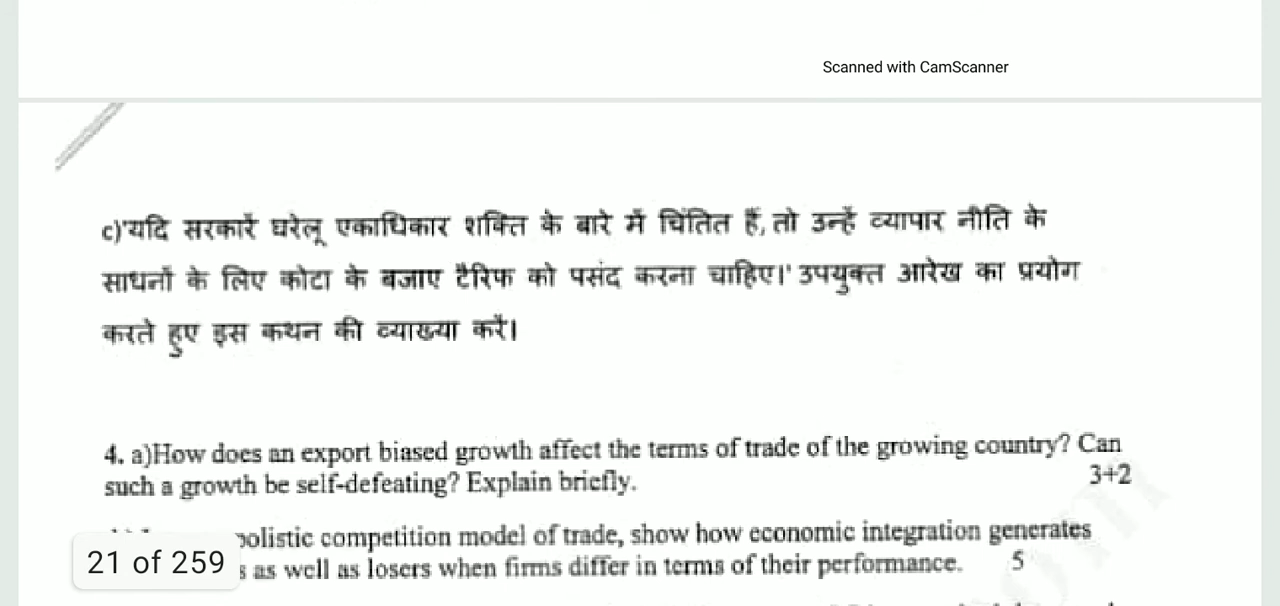 Scanned with CamScanner
c)'यदि सरकारें घरेलू एकाधिकार शक्ति के बारे में चिंतित हैं, तो उन्हें व्यापार नीति के
साधनों के लिए कोटा के बजाए टैरिफ को पसंद करना चाहिए।' उपयुक्त आरेख का प्रयोग
करते हुए इस कथन की व्याख्या करें।
4. a)How does an export biased growth affect the terms of trade of the growing country? Can
such a growth be self-defeating? Explain briefly. 3+2
competition model of trade, show how economic integration generates
21 of 259 as well as losers when firms differ in terms of their performance. 5